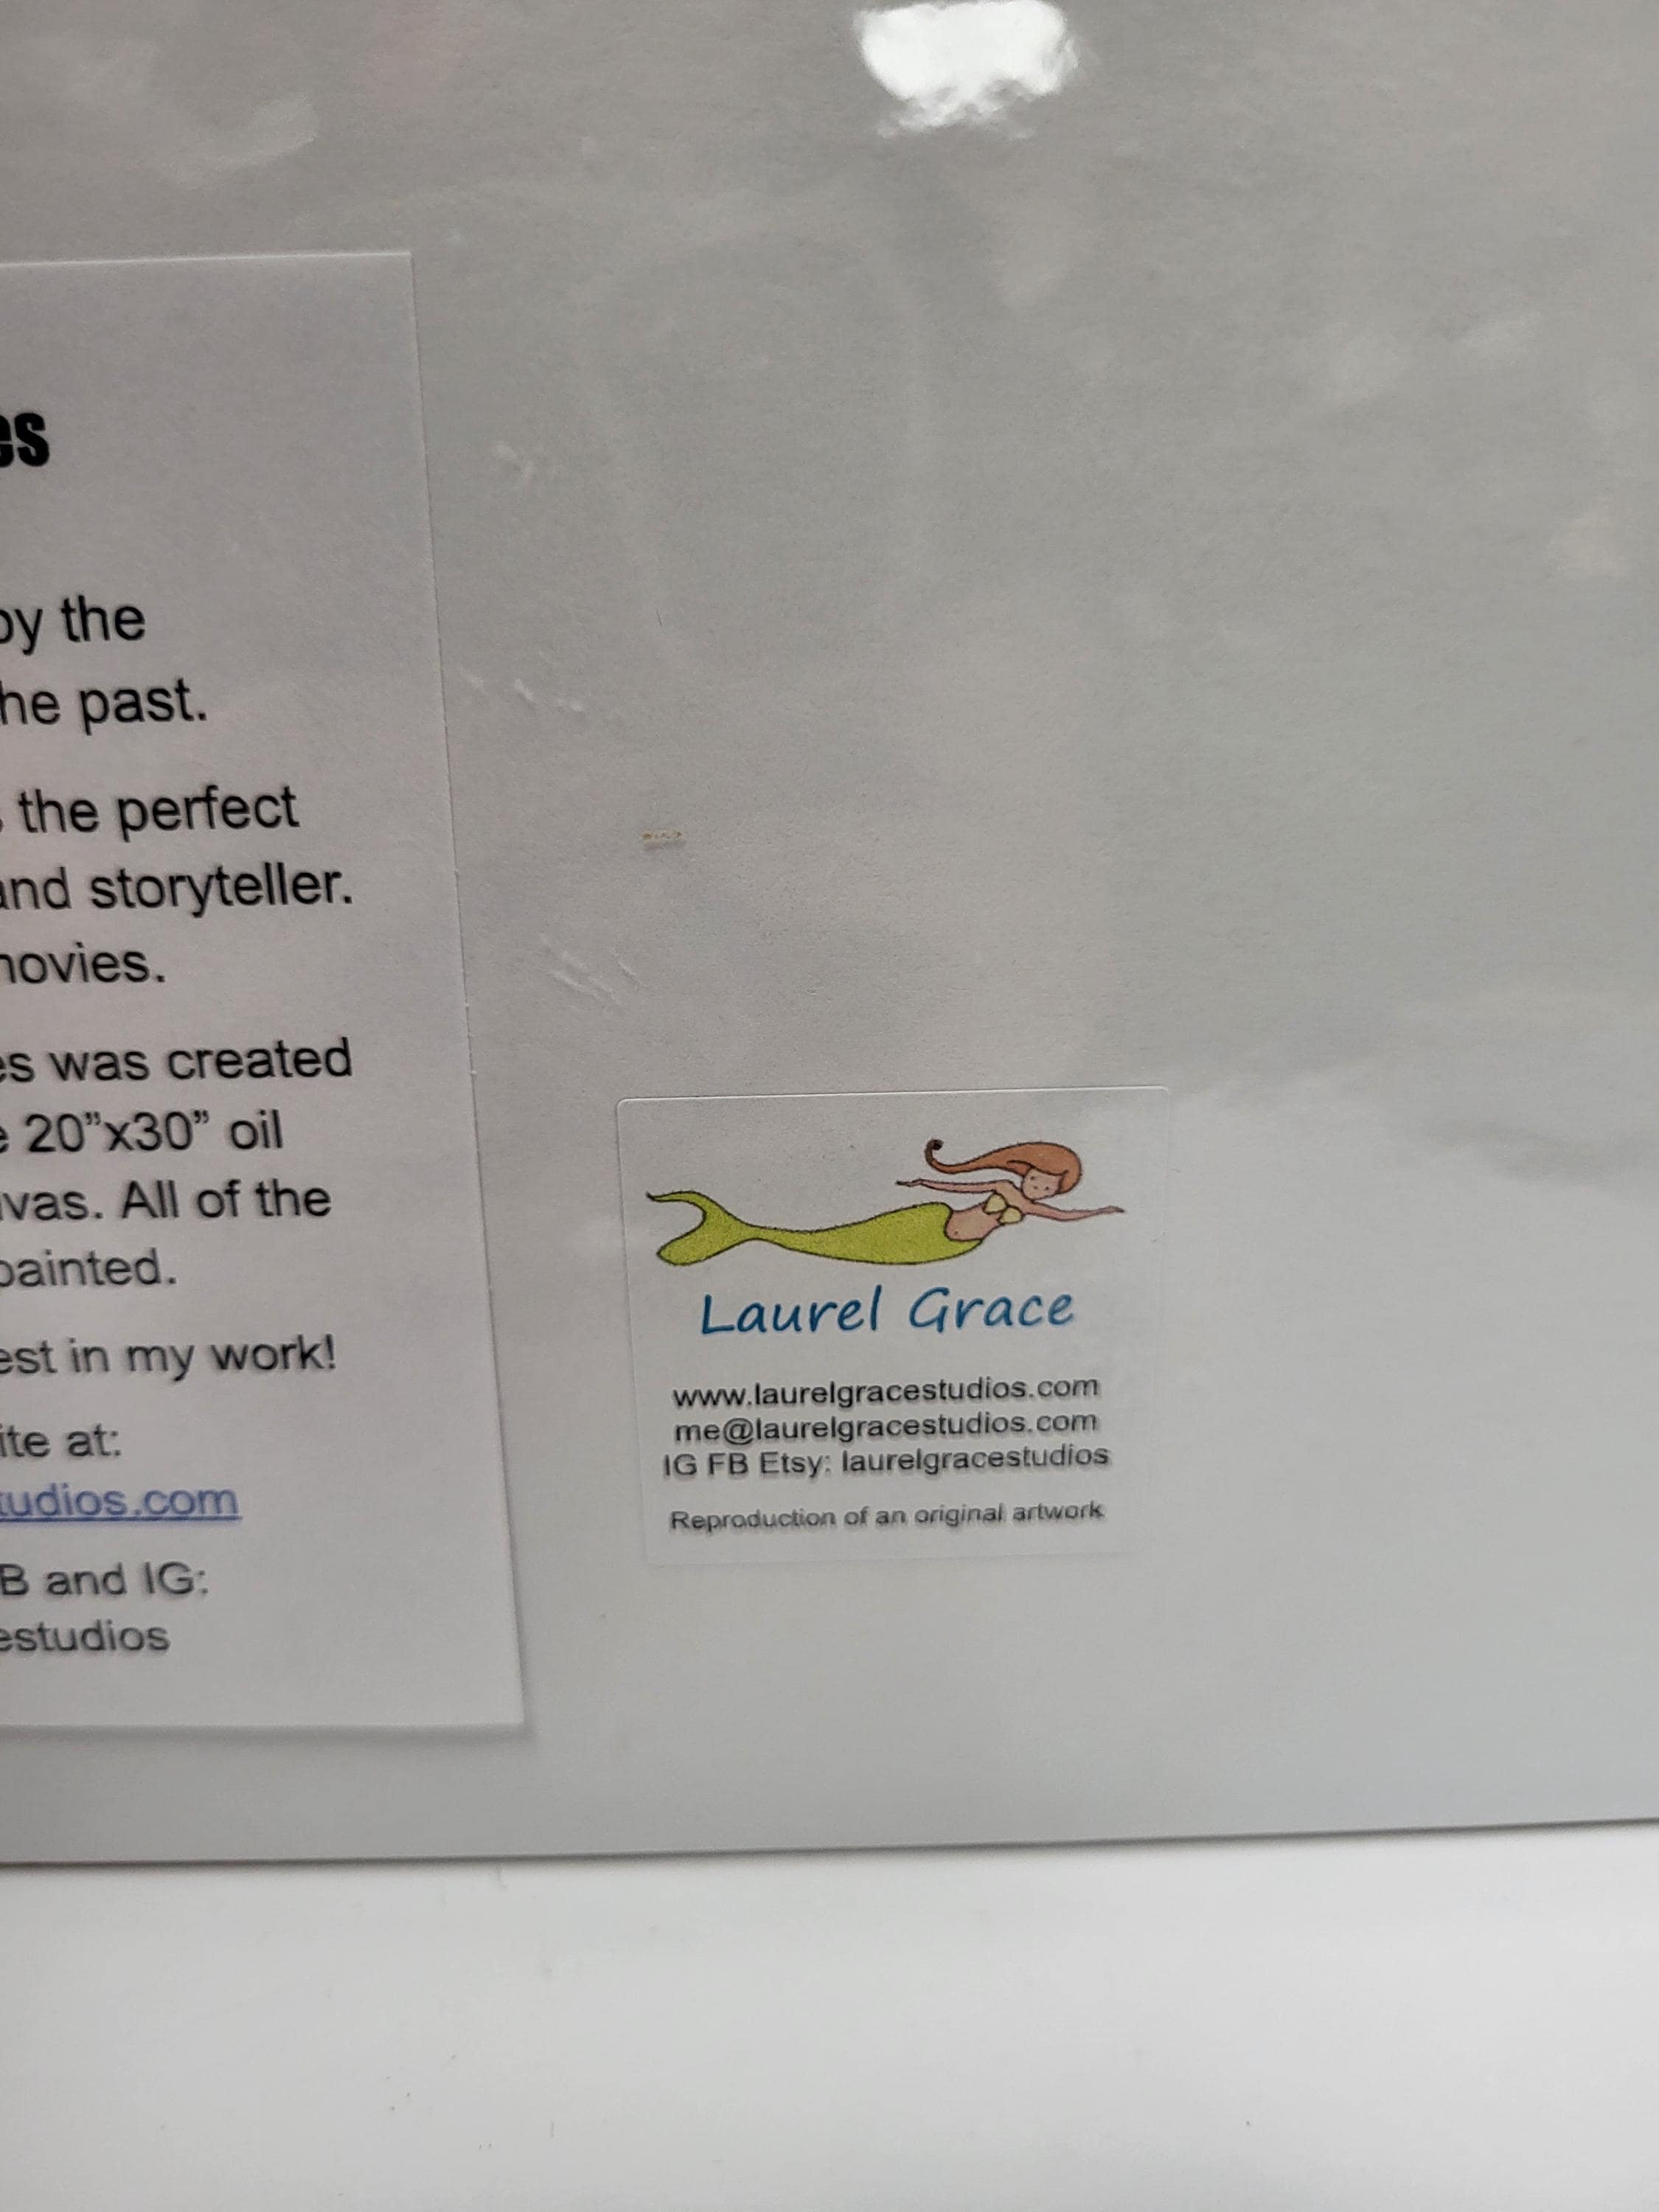 es
by the
he past.
the perfect
and storyteller.
movies.
es was created
20”x30” oil
vas. All of the
painted.
est in my work!
ite at:
tudios.com
B and IG:
estudios
Laurel Grace
www.laurelgracestudios.com
me@laurelgracestudios.com
IG FB Etsy: laurelgracestudios
Reproduction of an original artwork